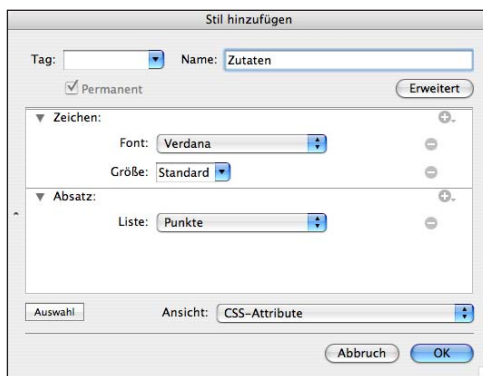 Stil hinzufügen
Tag: Name: Zutaten
Permanent Erweitert
Zeichen:
Font: Verdana
Größe: Standard
Absatz:
Liste: Punkte
Auswahl Ansicht: CSS-Attribute
Abbruch OK